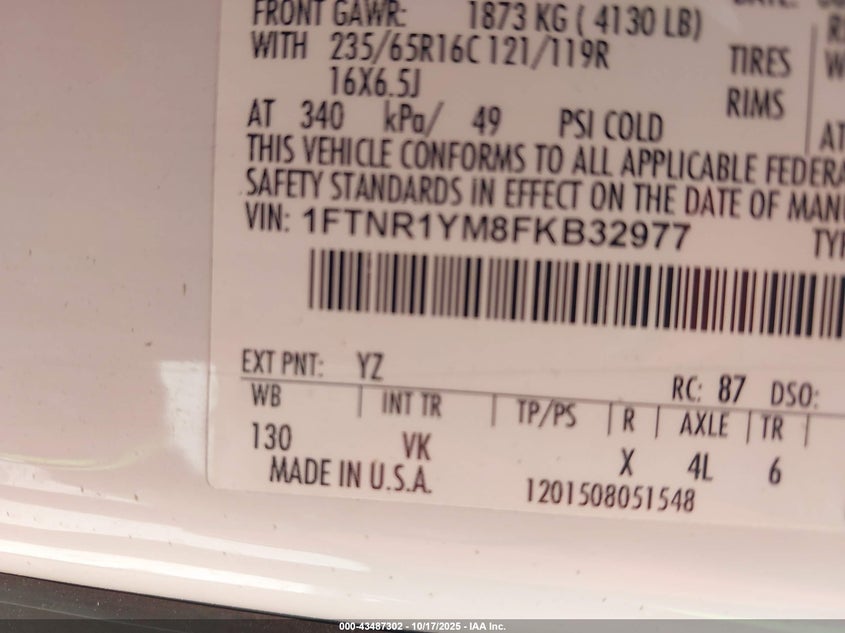 FRONT GAWR: 1873 KG ( 4130 LB)
WITH 235/65R16C 121/119R TIRES
16X6.5J RIMS
AT 340 kPa/ 49 PSI COLD
THIS VEHICLE CONFORMS TO ALL APPLICABLE
SAFETY STANDARDS IN EFFECT ON THE DATE OF
VIN: 1FTNR1YM8FKB32977
EXT PNT: YZ RC: 87 DSO:
WB INT TR TP/PS R AXLE TR
130 VK X 4L 6
MADE IN U.S.A. 1201508051548
000-43487302 - 10/17/2025 - IAA Inc.